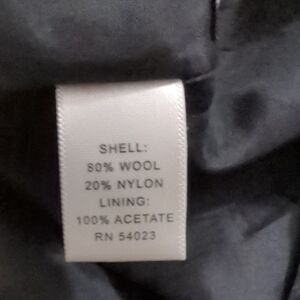 SHELL:
80% WOOL
20% NYLON
LINING:
100% ACETATE
RN 54023